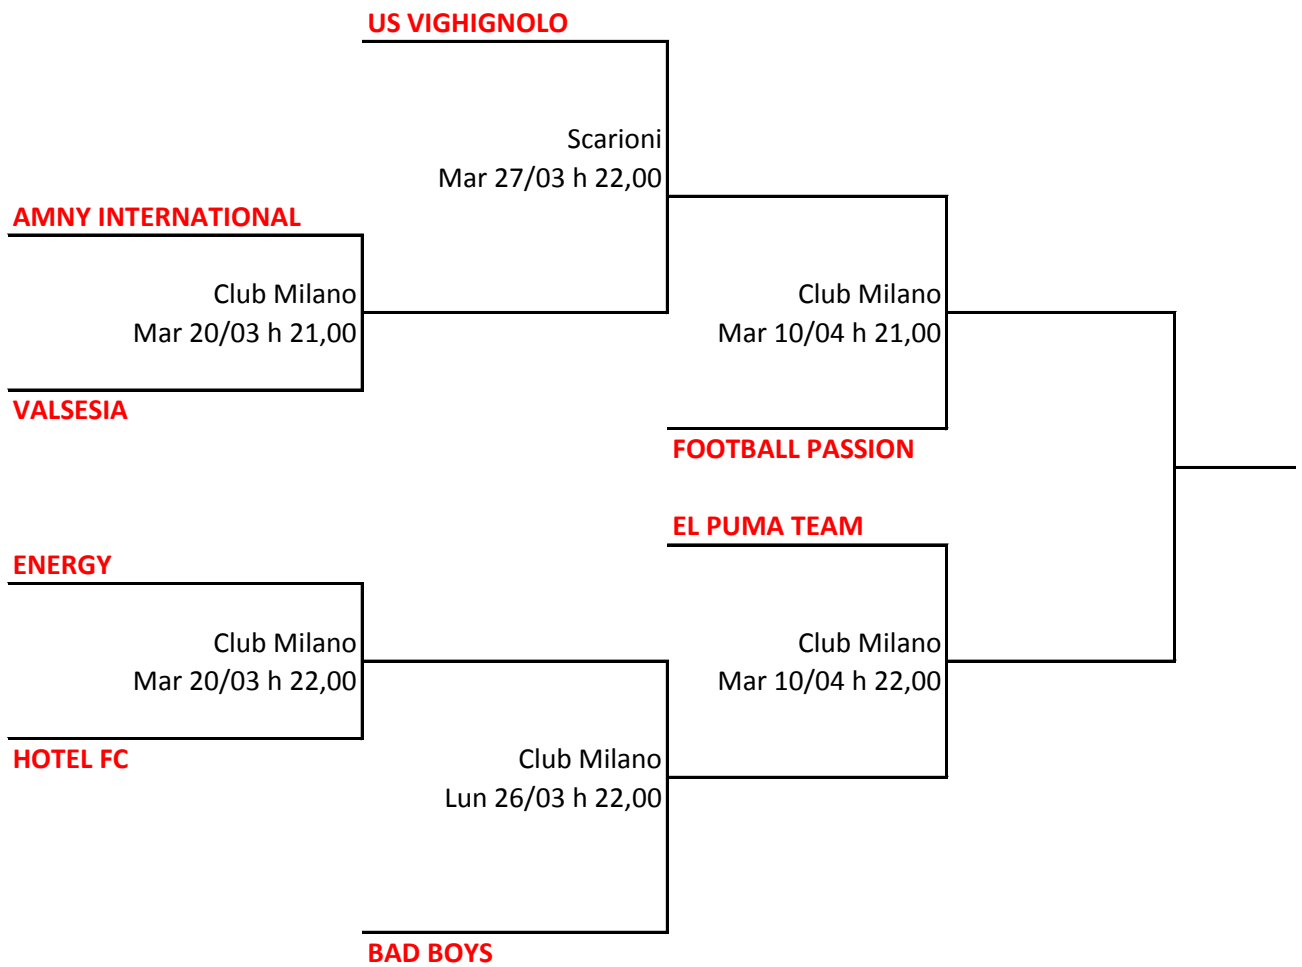 US VIGHIGNOLO
Scarioni
Mar 27/03 h 22,00
AMNY INTERNATIONAL
Club Milano
Mar 20/03 h 21,00
VALSESIA
Club Milano
Mar 10/04 h 21,00
FOOTBALL PASSION
EL PUMA TEAM
ENERGY
Club Milano
Mar 20/03 h 22,00
HOTEL FC
Club Milano
Mar 10/04 h 22,00
Club Milano
Lun 26/03 h 22,00
BAD BOYS